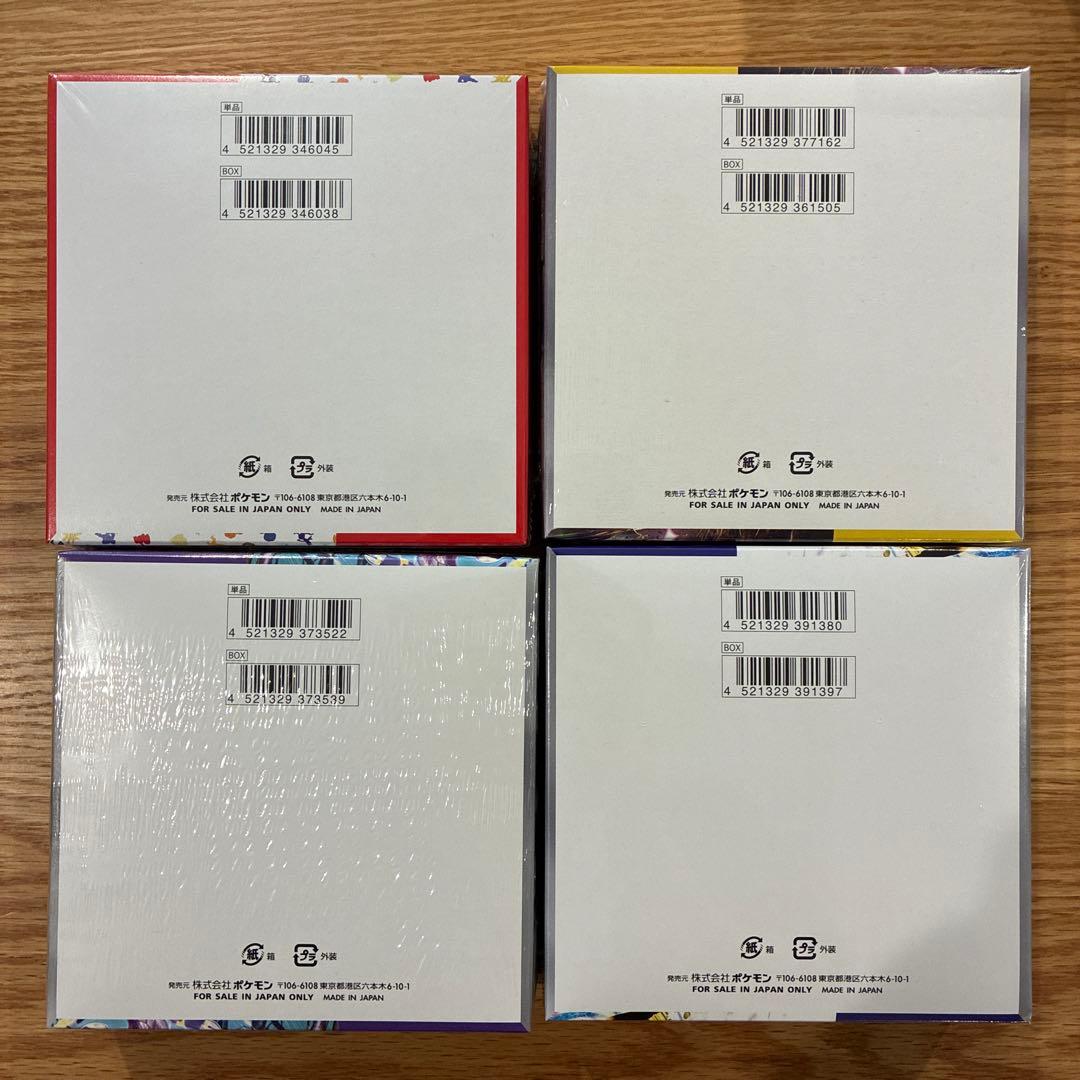 単品
4 521329 346045
BOX
4 521329 346038
紙 箱 プラ 外装
発売元 株式会社ポケモン 〒106-6108 東京都港区六本木6-10-1
FOR SALE IN JAPAN ONLY MADE IN JAPAN
単品
4 521329 377162
BOX
4 521329 361505
紙 箱 プラ 外装
発売元 株式会社ポケモン 〒106-6108 東京都港区六本木6-10-1
FOR SALE IN JAPAN ONLY MADE IN JAPAN
単品
4 521329 373522
BOX
4 521329 373539
紙 箱 プラ 外装
発売元 株式会社ポケモン 〒106-6108 東京都港区六本木6-10-1
FOR SALE IN JAPAN ONLY MADE IN JAPAN
単品
4 521329 391380
BOX
4 521329 391397
紙 箱 プラ 外装
発売元 株式会社ポケモン 〒106-6108 東京都港区六本木6-10-1
FOR SALE IN JAPAN ONLY MADE IN JAPAN